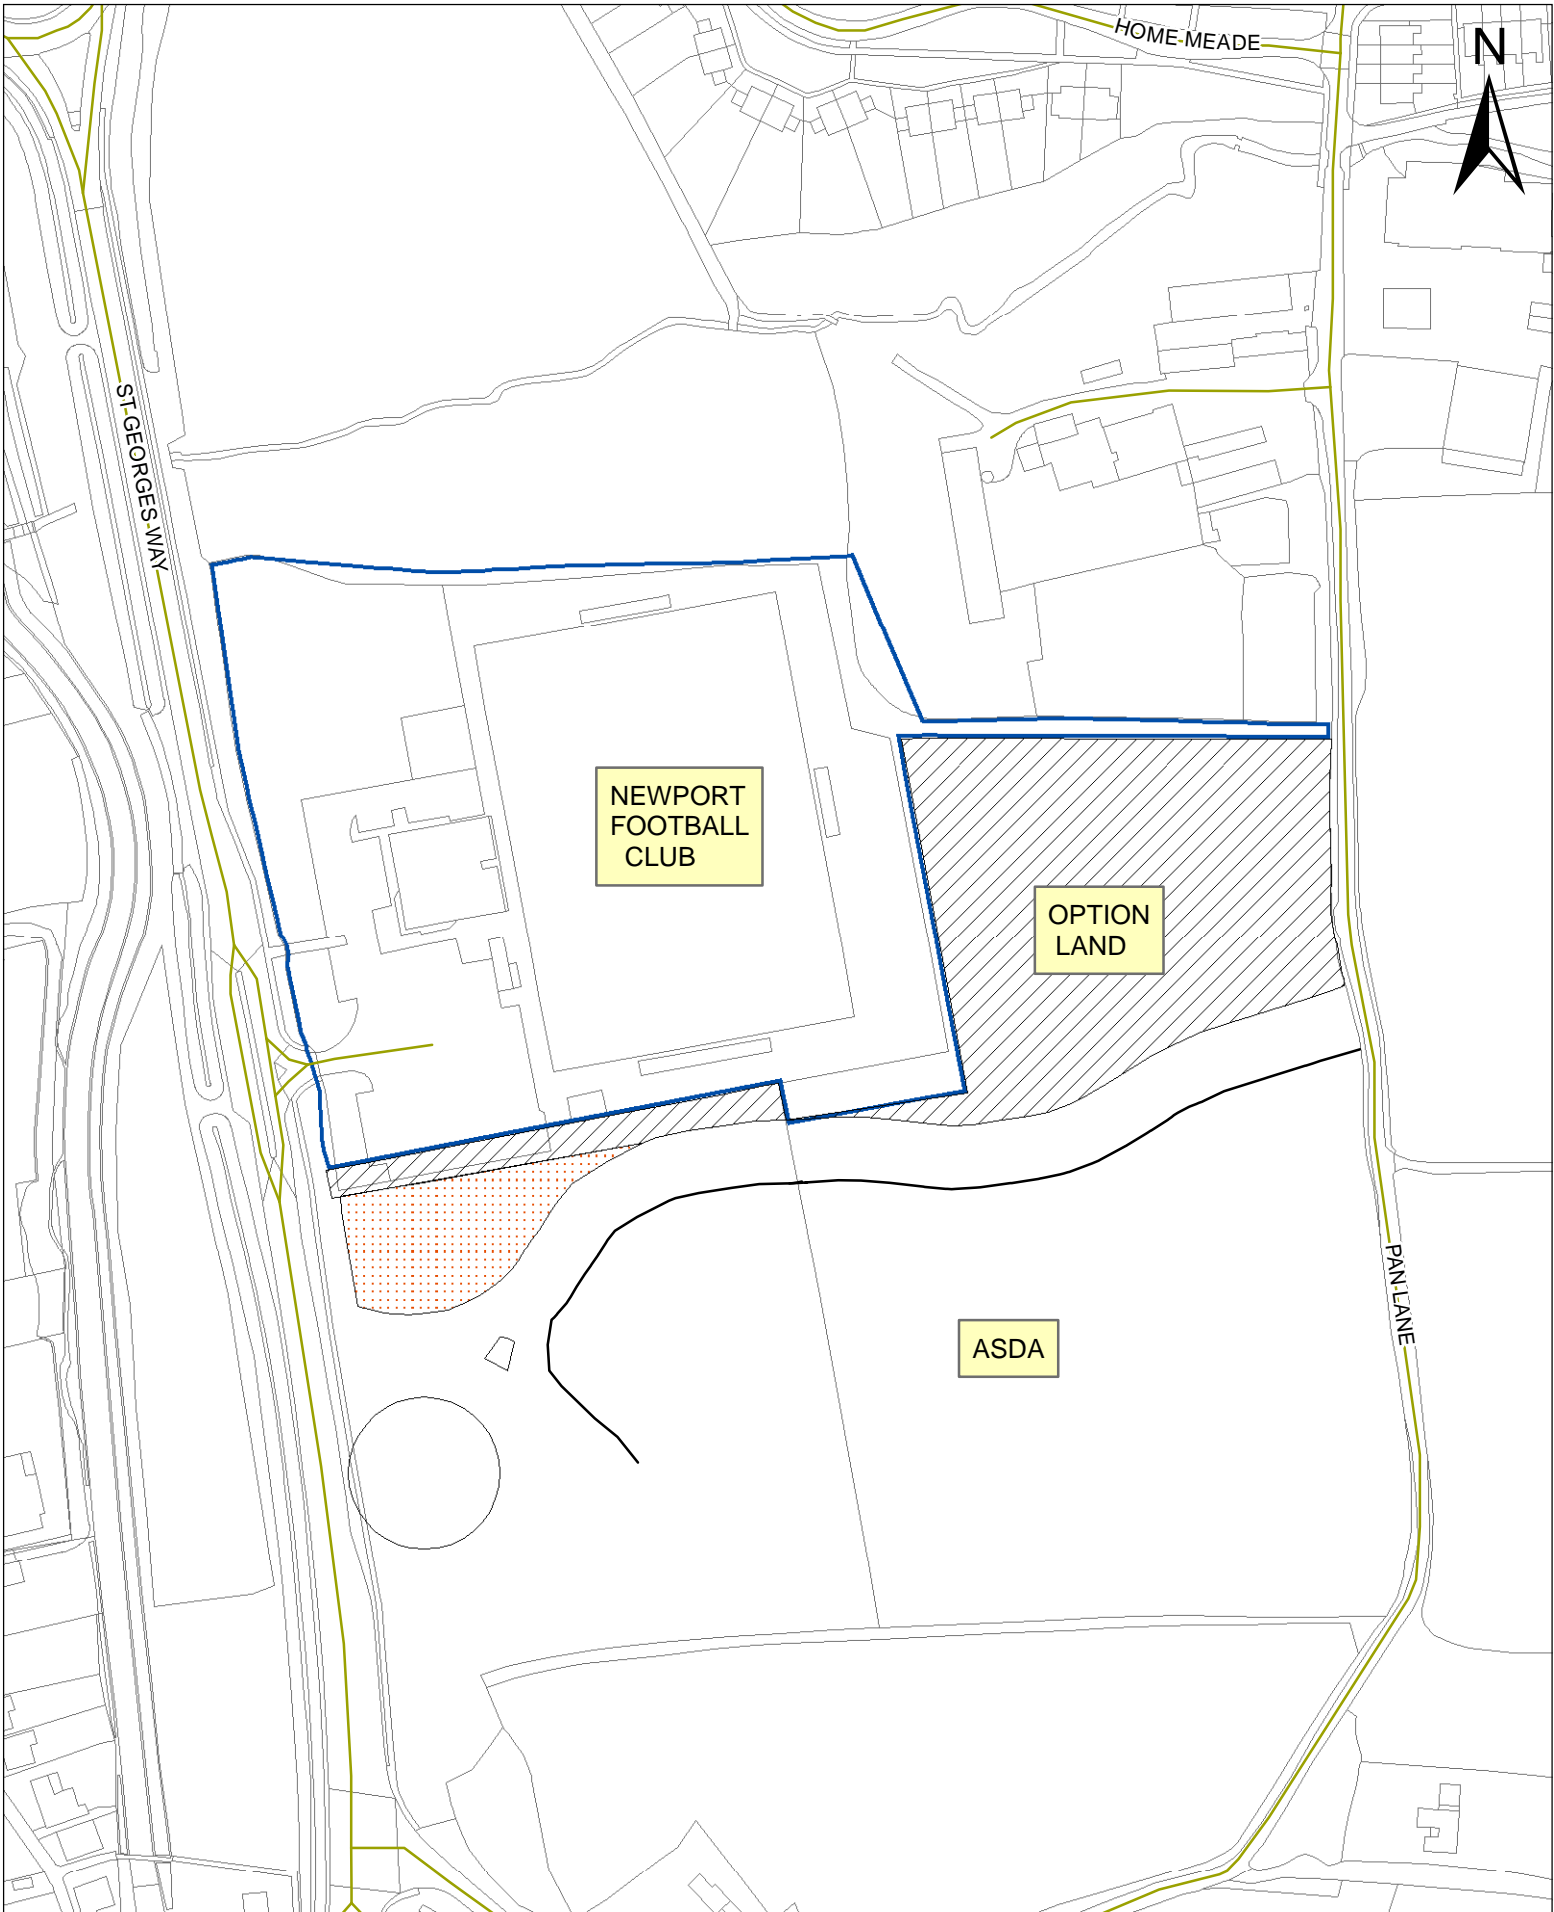 HOME MEADE
N
ST GEORGES WAY
NEWPORT
FOOTBALL
CLUB
OPTION
LAND
PAN LANE
ASDA